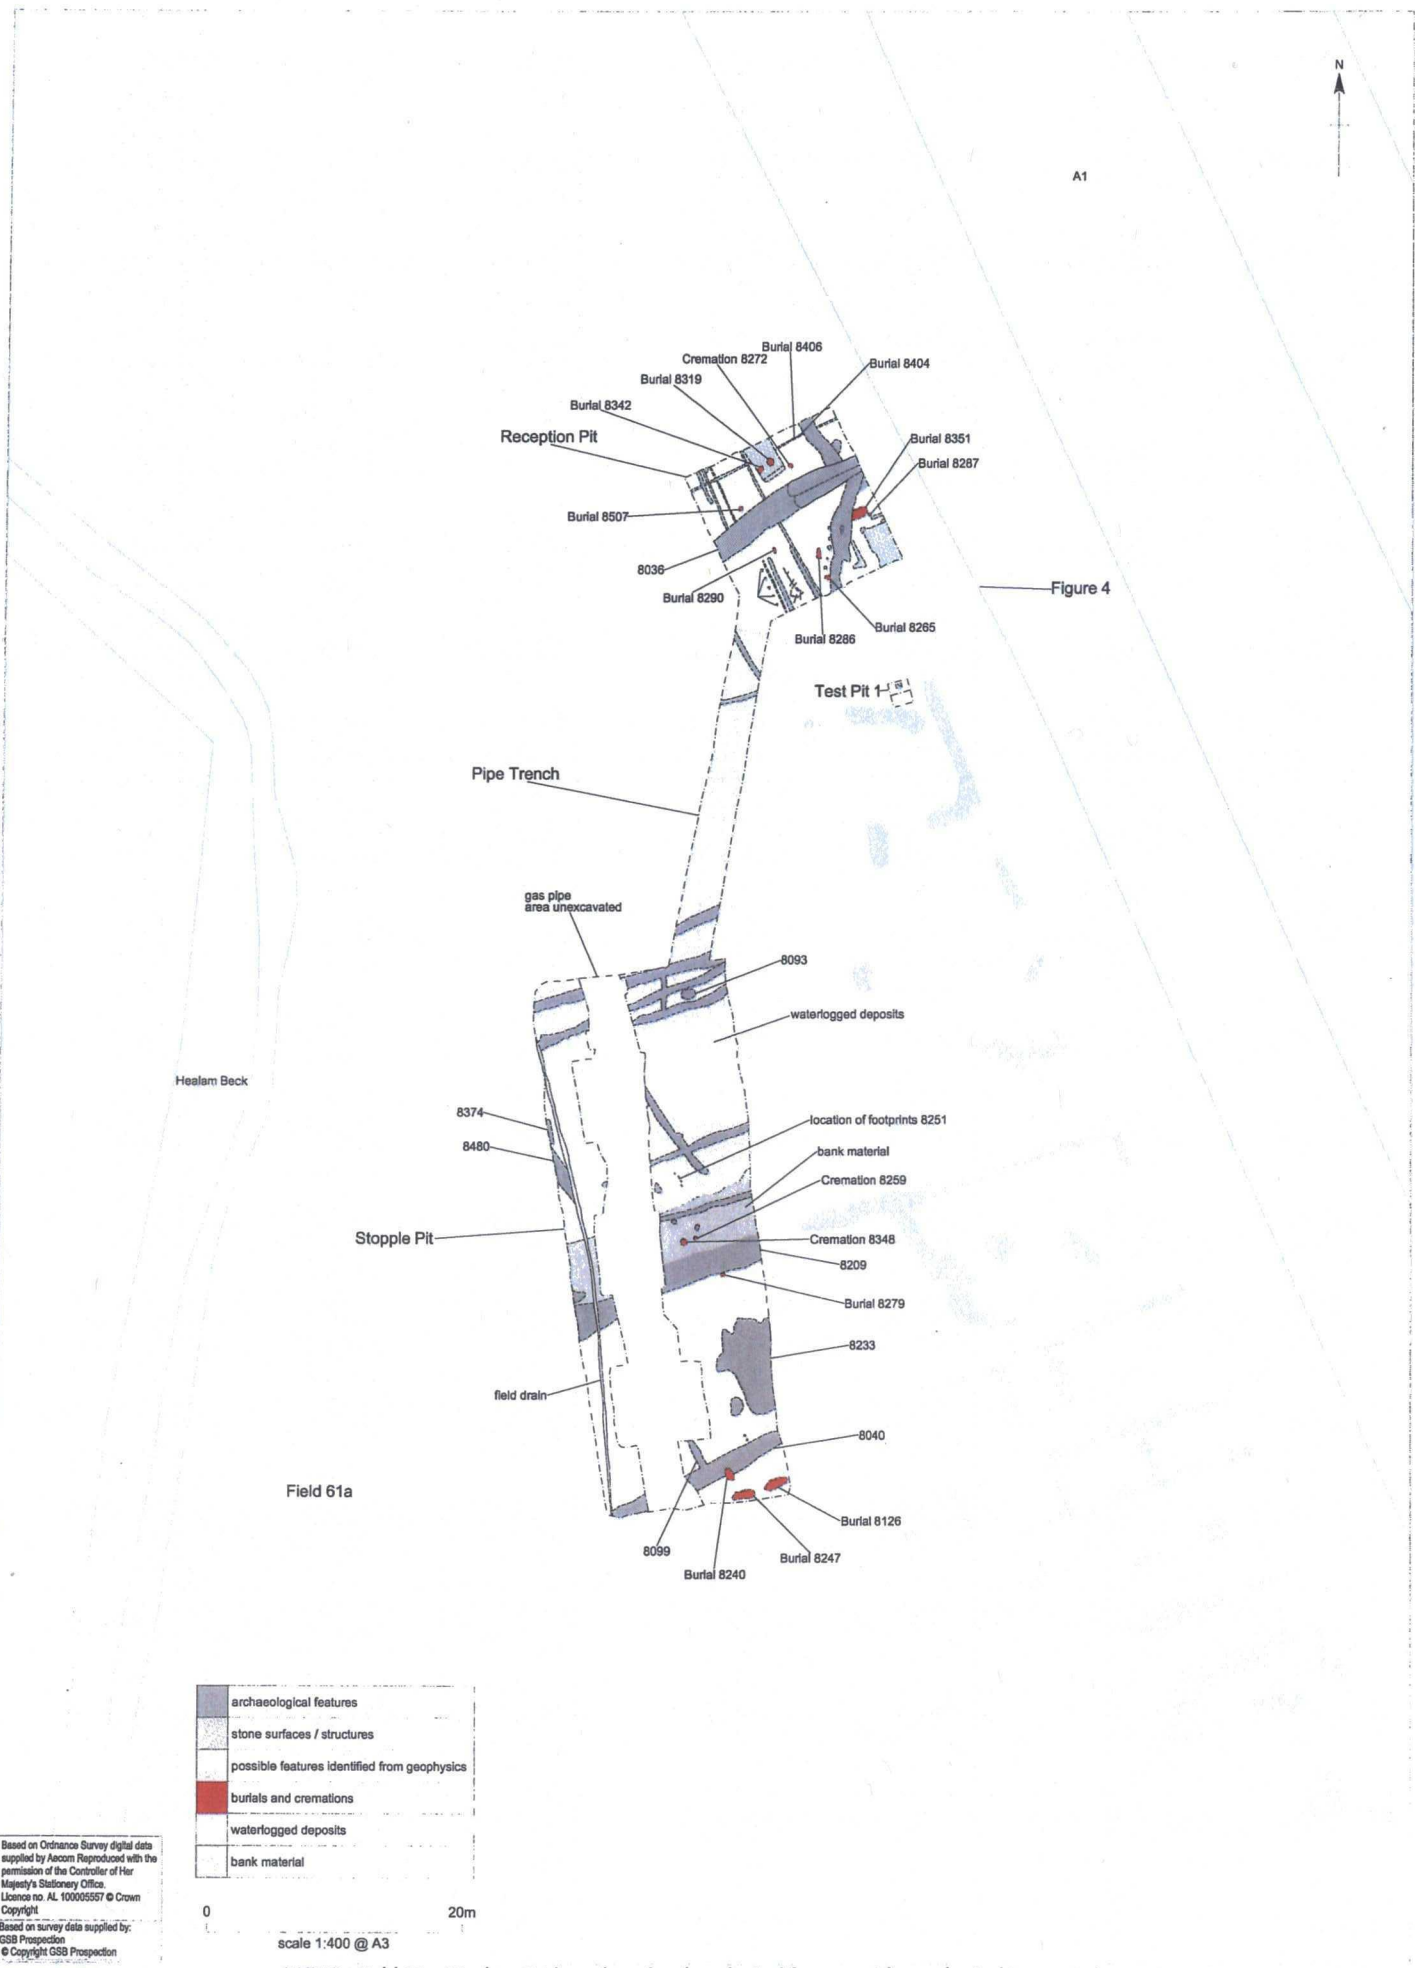 N
A1
Burial 8406
Cremation 8272
Burial 8404
Burial 8319
Burial 8342
Reception Pit
Burial 8351
Burial 8287
Burial 8507
8036
Burial 8290
Figure 4
Burial 8265
Burial 8286
Test Pit 1
Pipe Trench
gas pipe
area unexcavated
8093
waterlogged deposits
Healam Beck
8374
location of footprints 8251
8480
bank material
Cremation 8259
Stopple Pit
Cremation 8348
8209
Burial 8279
8233
field drain
8040
Field 61a
Burial 8126
8099
Burial 8247
Burial 8240
archaeological features
stone surfaces / structures
possible features identified from geophysics
burials and cremations
waterlogged deposits
bank material
Based on Ordnance Survey digital data
supplied by Aecom Reproduced with the
permission of the Controller of Her
Majesty's Stationery Office.
Licence no. AL 100005557 © Crown
Copyright
Based on survey data supplied by:
GSB Prospection
© Copyright GSB Prospection
0 20m
scale 1:400 @ A3